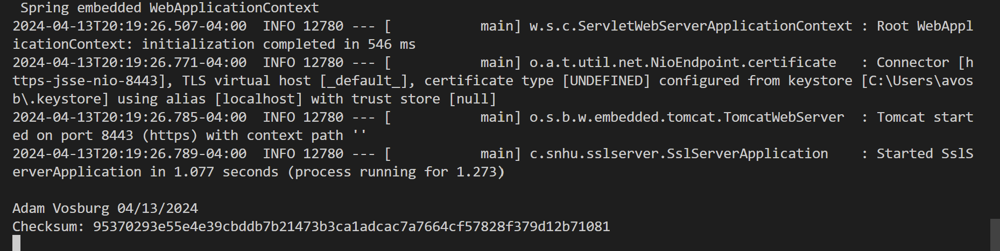 Spring embedded WebApplicationContext
2024-04-13T20:19:26.507-04:00  INFO 12780 --- [           main] w.s.c.ServletWebServerApplicationContext : Root WebAppl
icationContext: initialization completed in 546 ms
2024-04-13T20:19:26.771-04:00  INFO 12780 --- [           main] o.a.t.util.net.NioEndpoint.certificate   : Connector [h
ttps-jsse-nio-8443], TLS virtual host [_default_], certificate type [UNDEFINED] configured from keystore [C:\Users\avos
b\.keystore] using alias [localhost] with trust store [null]
2024-04-13T20:19:26.785-04:00  INFO 12780 --- [           main] o.s.b.w.embedded.tomcat.TomcatWebServer  : Tomcat start
ed on port 8443 (https) with context path ''
2024-04-13T20:19:26.789-04:00  INFO 12780 --- [           main] c.snhu.sslserver.SslServerApplication    : Started SslS
erverApplication in 1.077 seconds (process running for 1.273)
Adam Vosburg 04/13/2024
Checksum: 95370293e55e4e39cbddb7b21473b3ca1adcac7a7664cf57828f379d12b71081